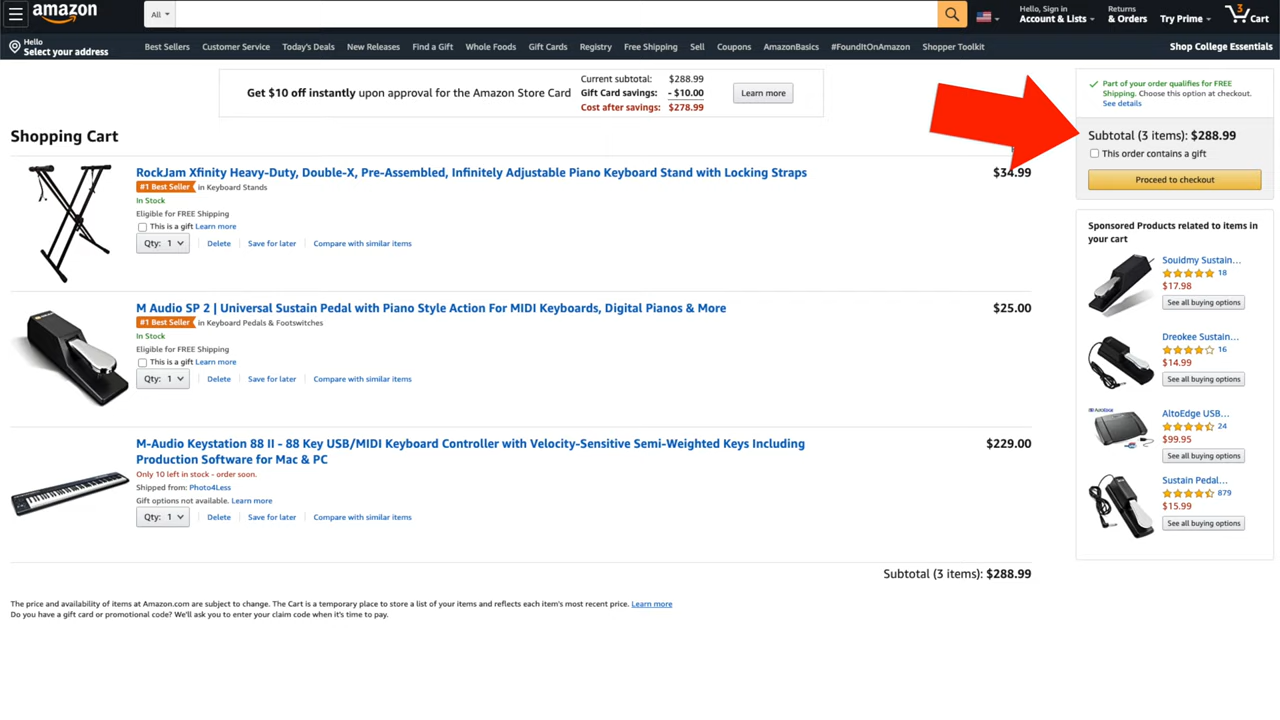 amazon
All
Hello, Sign in
Account & Lists
Returns
& Orders
Try Prime
3
Cart
Hello
Select your address
Best Sellers
Customer Service
Today's Deals
New Releases
Find a Gift
Whole Foods
Gift Cards
Registry
Free Shipping
Sell
Coupons
AmazonBasics
#FoundItOnAmazon
Shopper Toolkit
Shop College Essentials
Get $10 off instantly upon approval for the Amazon Store Card
Current subtotal: $288.99
Gift Card savings: - $10.00
Cost after savings: $278.99
Learn more
Part of your order qualifies for FREE
Shipping. Choose this option at checkout.
See details
Subtotal (3 items): $288.99
This order contains a gift
Proceed to checkout
Shopping Cart
RockJam Xfinity Heavy-Duty, Double-X, Pre-Assembled, Infinitely Adjustable Piano Keyboard Stand with Locking Straps
$34.99
#1 Best Seller in Keyboard Stands
In Stock
Eligible for FREE Shipping
This is a gift Learn more
Qty: 1
Delete
Save for later
Compare with similar items
M Audio SP 2 | Universal Sustain Pedal with Piano Style Action For MIDI Keyboards, Digital Pianos & More
$25.00
#1 Best Seller in Keyboard Pedals & Footswitches
In Stock
Eligible for FREE Shipping
This is a gift Learn more
Qty: 1
Delete
Save for later
Compare with similar items
M-Audio Keystation 88 II - 88 Key USB/MIDI Keyboard Controller with Velocity-Sensitive Semi-Weighted Keys Including
Production Software for Mac & PC
$229.00
Only 10 left in stock - order soon.
Shipped from: Photo4Less
Gift options not available. Learn more
Qty: 1
Delete
Save for later
Compare with similar items
Subtotal (3 items): $288.99
The price and availability of items at Amazon.com are subject to change. The Cart is a temporary place to store a list of your items and reflects each item's most recent price. Learn more
Do you have a gift card or promotional code? We'll ask you to enter your claim code when it's time to pay.
Sponsored Products related to items in
your cart
Souidmy Sustain...
18
$17.98
See all buying options
Dreokee Sustain...
16
$14.99
See all buying options
AltoEdge USB...
24
$99.95
See all buying options
Sustain Pedal...
879
$15.99
See all buying options